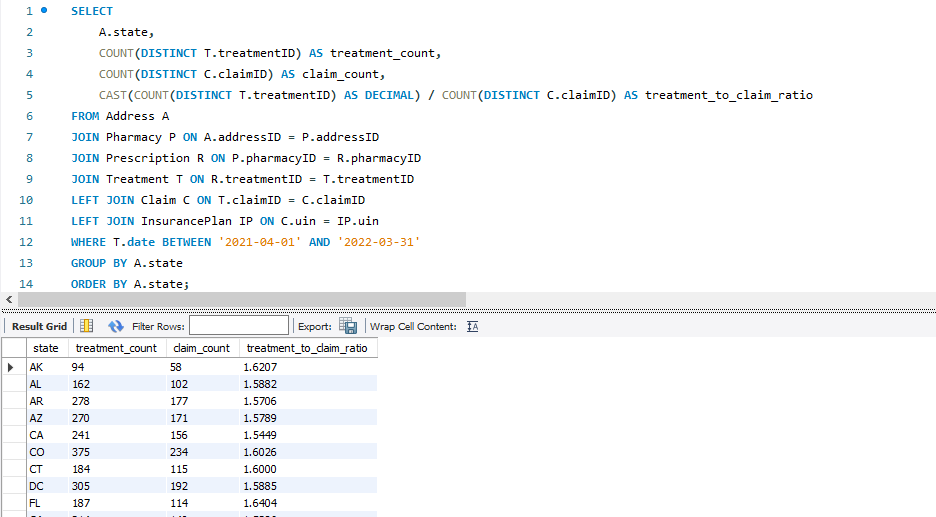 1 SELECT
2 A.state,
3 COUNT(DISTINCT T.treatmentID) AS treatment_count,
4 COUNT(DISTINCT C.claimID) AS claim_count,
5 CAST(COUNT(DISTINCT T.treatmentID) AS DECIMAL) / COUNT(DISTINCT C.claimID) AS treatment_to_claim_ratio
6 FROM Address A
7 JOIN Pharmacy P ON A.addressID = P.addressID
8 JOIN Prescription R ON P.pharmacyID = R.pharmacyID
9 JOIN Treatment T ON R.treatmentID = T.treatmentID
10 LEFT JOIN Claim C ON T.claimID = C.claimID
11 LEFT JOIN InsurancePlan IP ON C.uin = IP.uin
12 WHERE T.date BETWEEN '2021-04-01' AND '2022-03-31'
13 GROUP BY A.state
14 ORDER BY A.state;
Result Grid Filter Rows: Export: Wrap Cell Content:
state treatment_count claim_count treatment_to_claim_ratio
AK 94 58 1.6207
AL 162 102 1.5882
AR 278 177 1.5706
AZ 270 171 1.5789
CA 241 156 1.5449
CO 375 234 1.6026
CT 184 115 1.6000
DC 305 192 1.5885
FL 187 114 1.6404